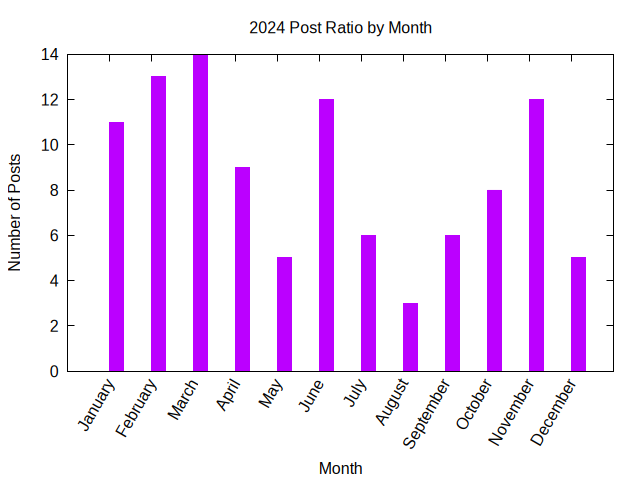 2024 Post Ratio by Month
14
12
10
8
6
4
2
0
Number of Posts
January
February
March
April
May
June
July
August
September
October
November
December
Month